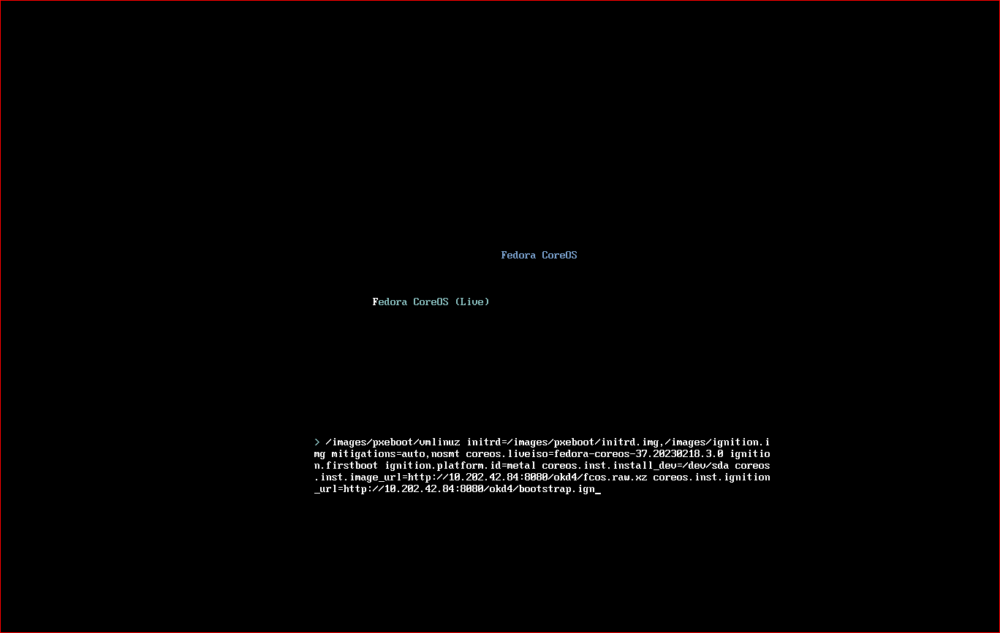 Fedora CoreOS
Fedora CoreOS (Live)
> /images/pxeboot/vmlinuz initrd=/images/pxeboot/initrd.img,/images/ignition.i
mg mitigations=auto,nosmt coreos.liveiso=fedora-coreos-37.20230218.3.0 ignitio
n.firstboot ignition.platform.id=metal coreos.inst.install_dev=/dev/sda coreos
.inst.image_url=http://10.202.42.84:8080/okd4/fcos.raw.xz coreos.inst.ignition
_url=http://10.202.42.84:8080/okd4/bootstrap.ign_